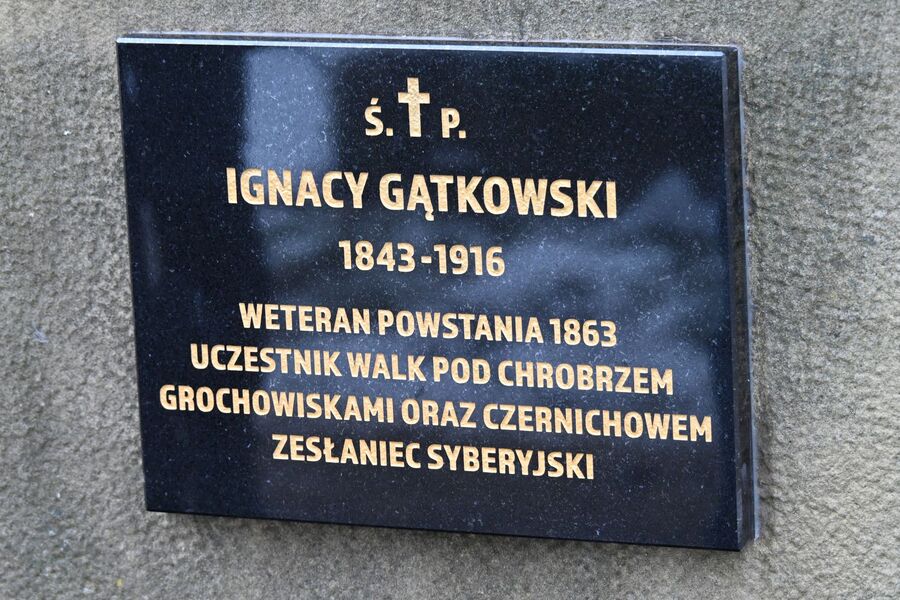 Ś. ✝ P.
IGNACY GĄTKOWSKI
1843-1916
WETERAN POWSTANIA 1863
UCZESTNIK WALK POD CHROBRZEM
GROCHOWISKAMI ORAZ CZERNICHOWEM
ZESŁANIEC SYBERYJSKI